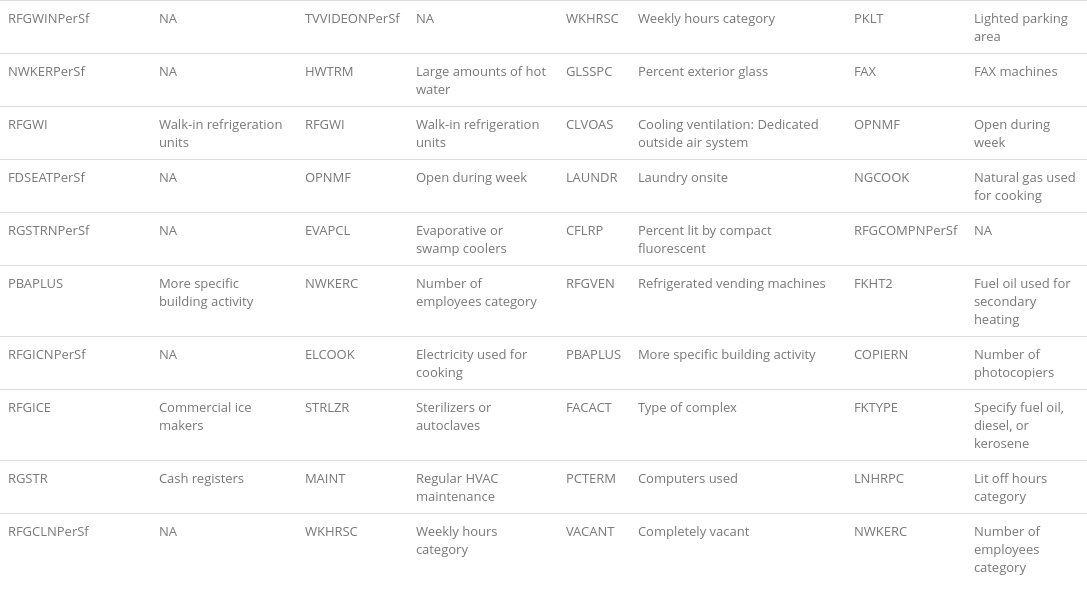 RFGWINPerSf NA TVVIDEONPerSf NA WKHRSC Weekly hours category PKLT Lighted parking
area
NWKERPerSf NA HWTRM Large amounts of hot GLSSPC Percent exterior glass FAX FAX machines
water
RFGWI Walk-in refrigeration RFGWI Walk-in refrigeration CLVOAS Cooling ventilation: Dedicated OPNMF Open during
units units outside air system week
FDSEATPerSf NA OPNMF Open during week LAUNDR Laundry onsite NGCOOK Natural gas used
for cooking
RGSTRNPerSf NA EVAPCL Evaporative or CFLRP Percent lit by compact RFGCOMPNPerSf NA
swamp coolers fluorescent
PBAPLUS More specific NWKERC Number of RFGVEN Refrigerated vending machines FKHT2 Fuel oil used for
building activity employees category secondary
heating
RFGICNPerSf NA ELCOOK Electricity used for PBAPLUS More specific building activity COPIERN Number of
cooking photocopiers
RFGICE Commercial ice STRLZR Sterilizers or FACACT Type of complex FKTYPE Specify fuel oil,
makers autoclaves diesel, or
kerosene
RGSTR Cash registers MAINT Regular HVAC PCTERM Computers used LNHRPC Lit off hours
maintenance category
RFGCLNPerSf NA WKHRSC Weekly hours VACANT Completely vacant NWKERC Number of
category employees
category